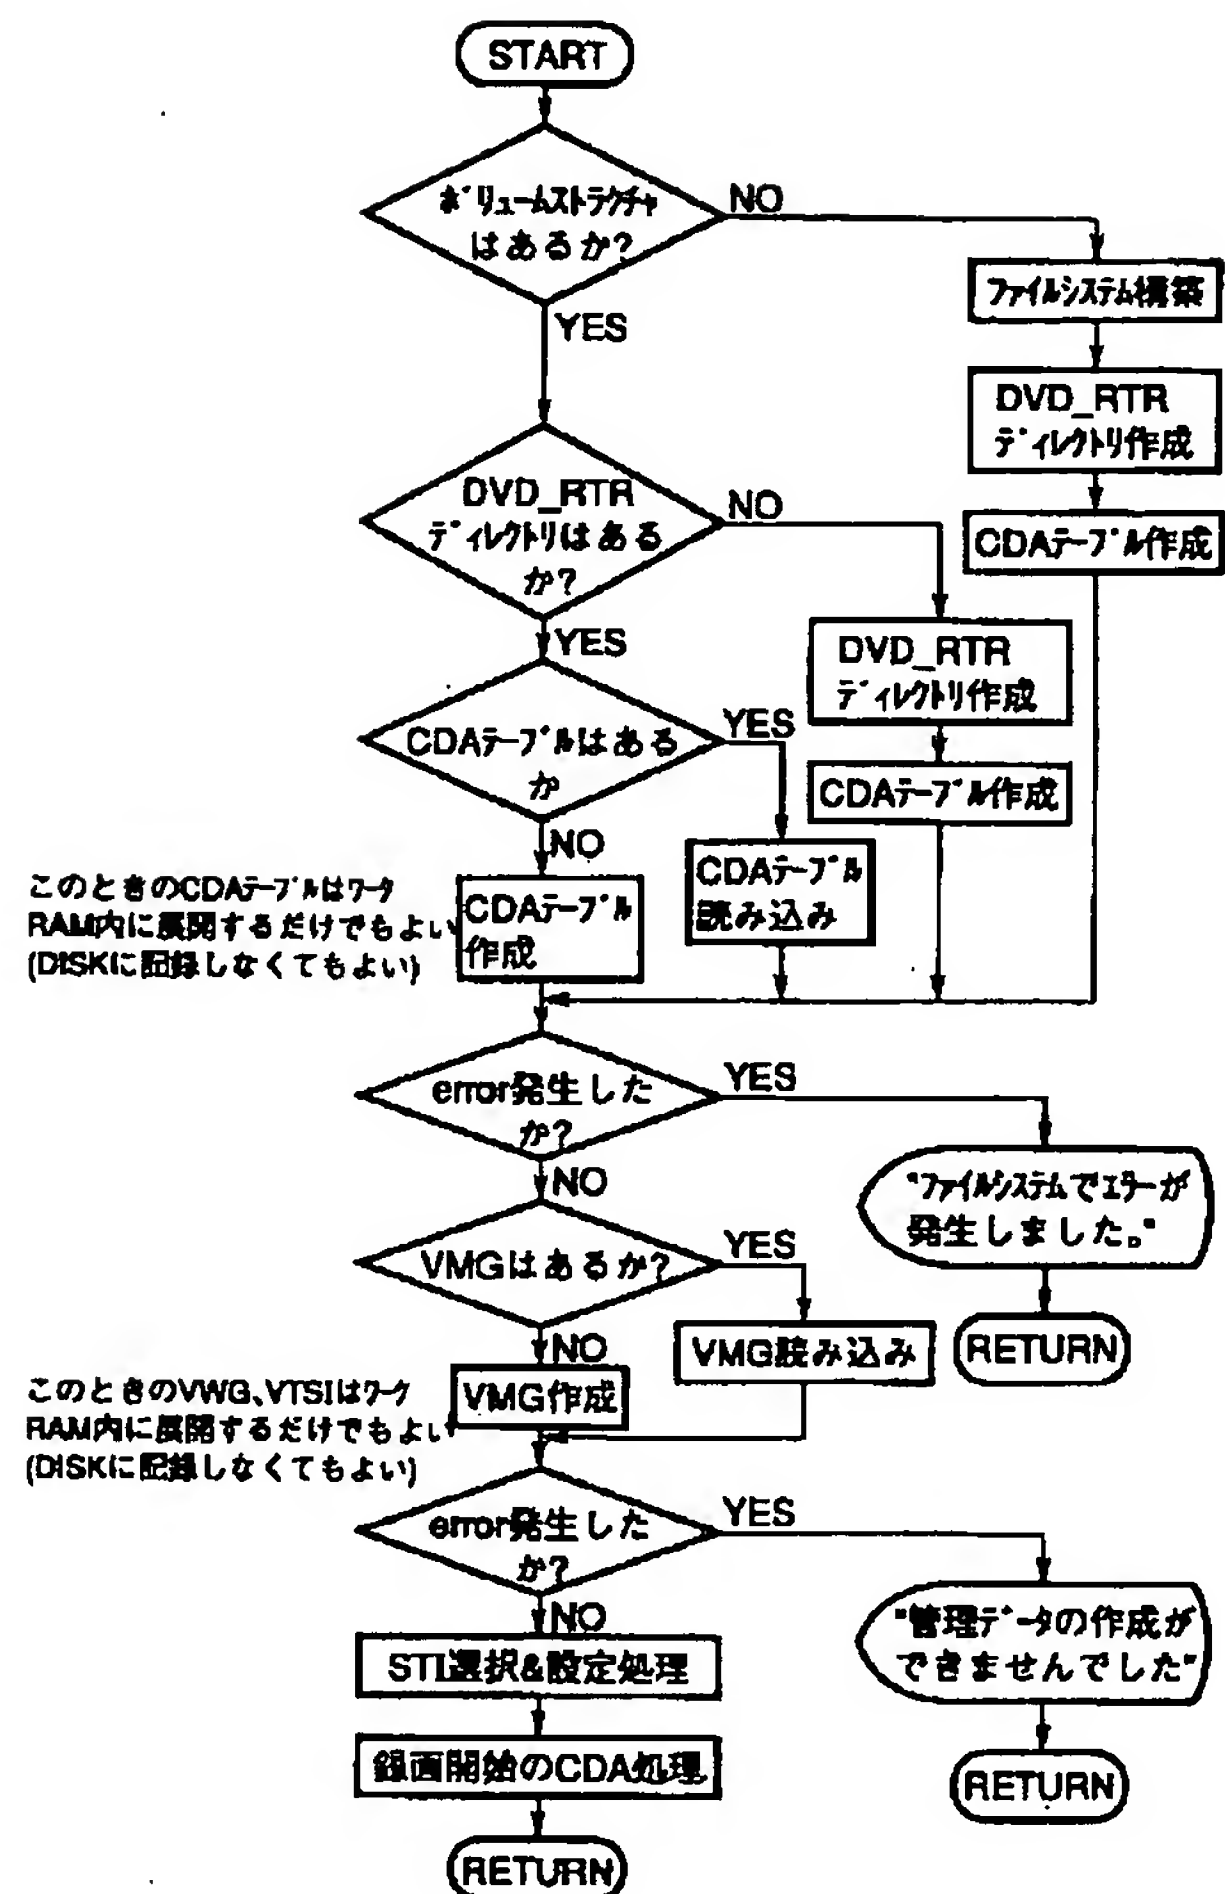 START
ボリュームストラクチャ
はあるか?
NO
YES
ファイルシステム構築
DVD_RTR
ディレクトリ作成
CDAテーブル作成
DVD_RTR
ディレクトリはある
か?
NO
YES
DVD_RTR
ディレクトリ作成
CDAテーブル作成
CDAテーブルはある
か
YES
NO
CDAテーブル
読み込み
このときのCDAテーブルはワーク
RAM内に展開するだけでもよい
(DISKに記録しなくてもよい)
CDAテーブル
作成
error発生した
か?
YES
NO
"ファイルシステムでエラーが
発生しました。"
RETURN
VMGはあるか?
YES
NO
VMG読み込み
このときのVWG、VTSIはワーク
RAM内に展開するだけでもよい
(DISKに記録しなくてもよい)
VMG作成
error発生した
か?
YES
NO
"管理データの作成が
できませんでした"
RETURN
STI選択&設定処理
録画開始のCDA処理
RETURN